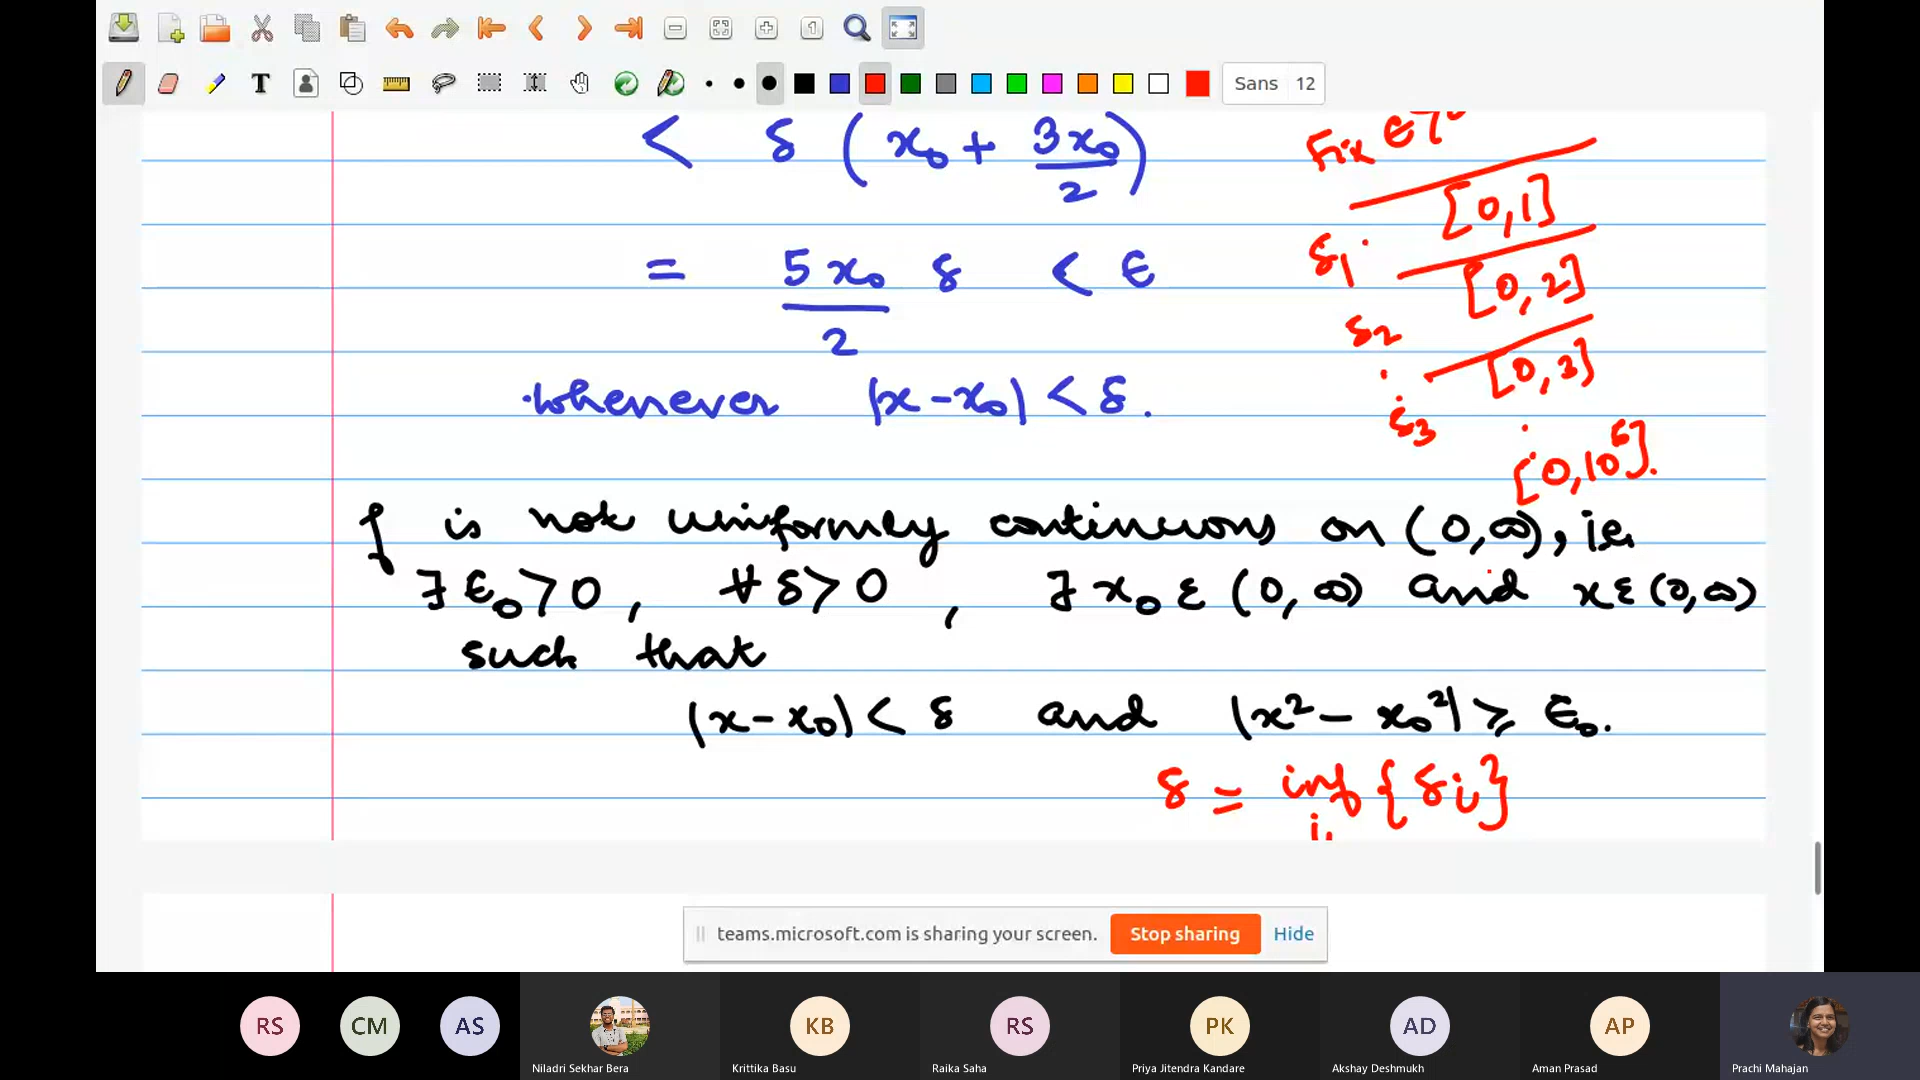 Sans 12
< δ (x₀ + 3x₀/2)
= 5x₀/2 δ < ε
whenever |x-x₀| < δ.
Fix ε>0
[0,1]
δ₁
[0,2]
δ₂
[0,3]
δ₃
[0,10⁶].
f is not uniformly continuous on (0,∞), i.e.
∃ ε₀>0, ∀ δ>0, ∃ x₀ ε (0,∞) and x ε (0,∞)
such that
|x-x₀| < δ and |x²-x₀²| ≥ ε₀.
δ = inf {δi}
i
teams.microsoft.com is sharing your screen. Stop sharing Hide
RS CM AS KB RS PK AD AP
Niladri Sekhar Bera Krittika Basu Raika Saha Priya Jitendra Kandare Akshay Deshmukh Aman Prasad Prachi Mahajan